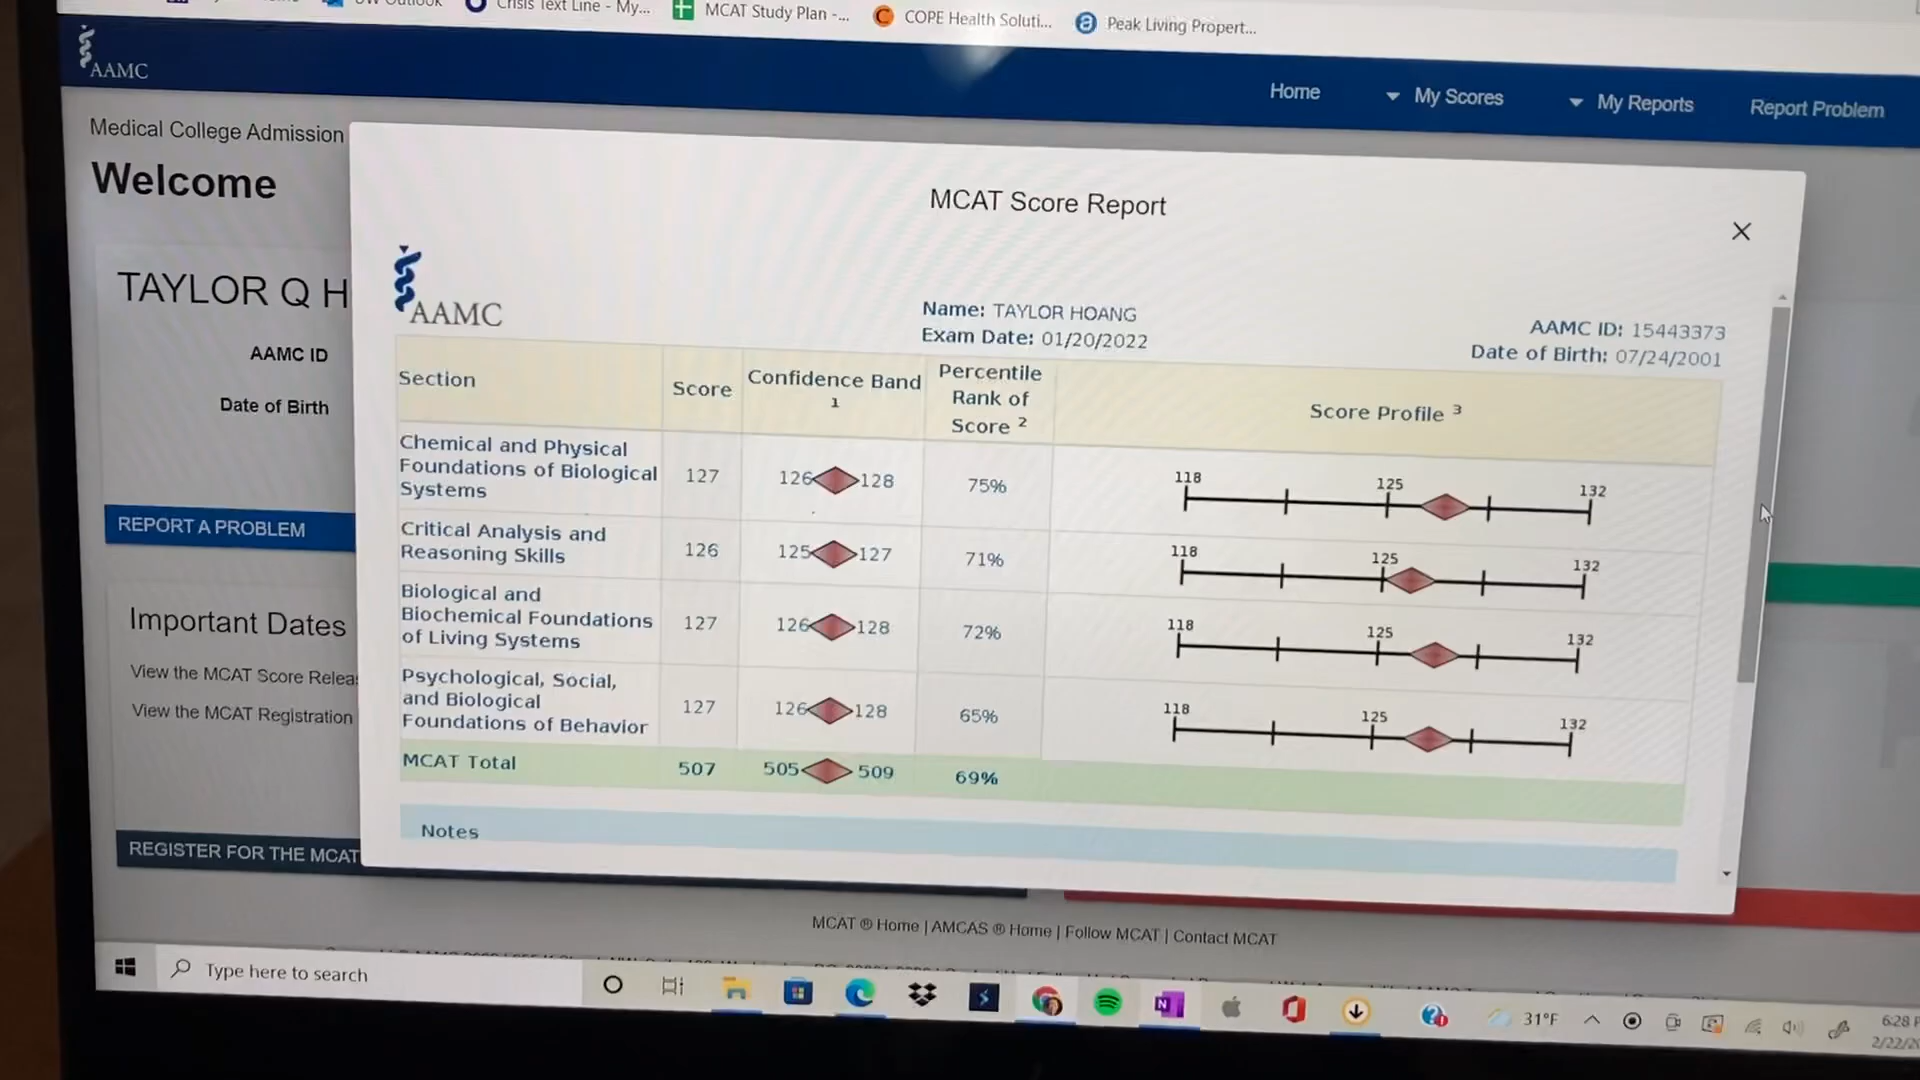 UW Outlook
Crisis Text Line - My...
MCAT Study Plan -...
COPE Health Soluti...
Peak Living Propert...
AAMC
Home
My Scores
My Reports
Report Problem
Medical College Admission
Welcome
TAYLOR Q H
AAMC ID
Date of Birth
REPORT A PROBLEM
Important Dates
View the MCAT Score Relea
View the MCAT Registration
REGISTER FOR THE MCAT
MCAT Score Report
AAMC
Name: TAYLOR HOANG
Exam Date: 01/20/2022
AAMC ID: 15443373
Date of Birth: 07/24/2001
Section
Score
Confidence Band
1
Percentile
Rank of
Score 2
Score Profile 3
Chemical and Physical
Foundations of Biological
Systems
127
126 128
75%
118 125 132
Critical Analysis and
Reasoning Skills
126
125 127
71%
118 125 132
Biological and
Biochemical Foundations
of Living Systems
127
126 128
72%
118 125 132
Psychological, Social,
and Biological
Foundations of Behavior
127
126 128
65%
118 125 132
MCAT Total
507
505 509
69%
Notes
MCAT ® Home | AMCAS ® Home | Follow MCAT | Contact MCAT
Type here to search
31°F
6:28 P
2/22/20